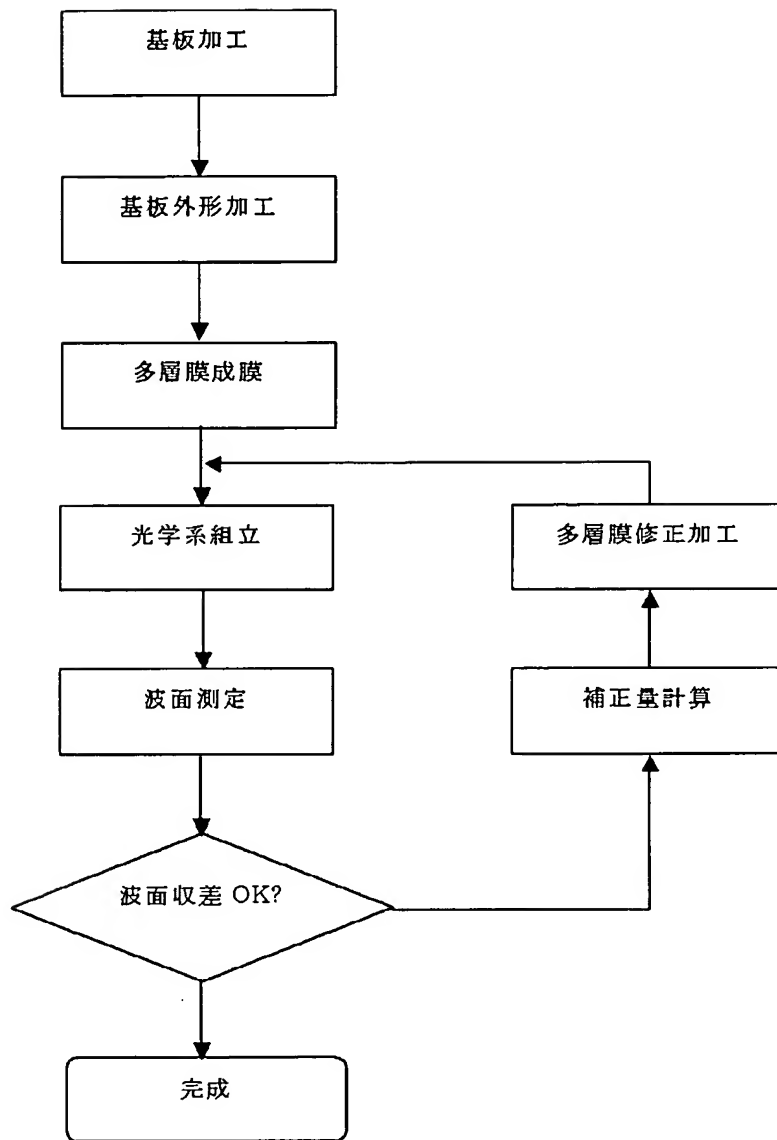 基板加工
基板外形加工
多層膜成膜
光学系組立
多層膜修正加工
波面測定
補正量計算
波面収差 OK?
完成